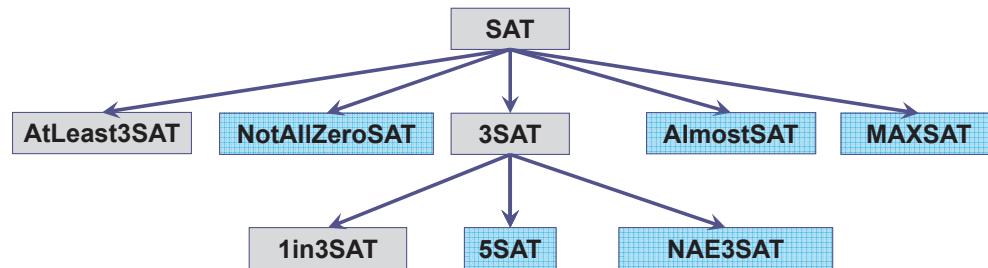 SAT
AtLeast3SAT NotAllZeroSAT 3SAT AlmostSAT MAXSAT
1in3SAT 5SAT NAE3SAT